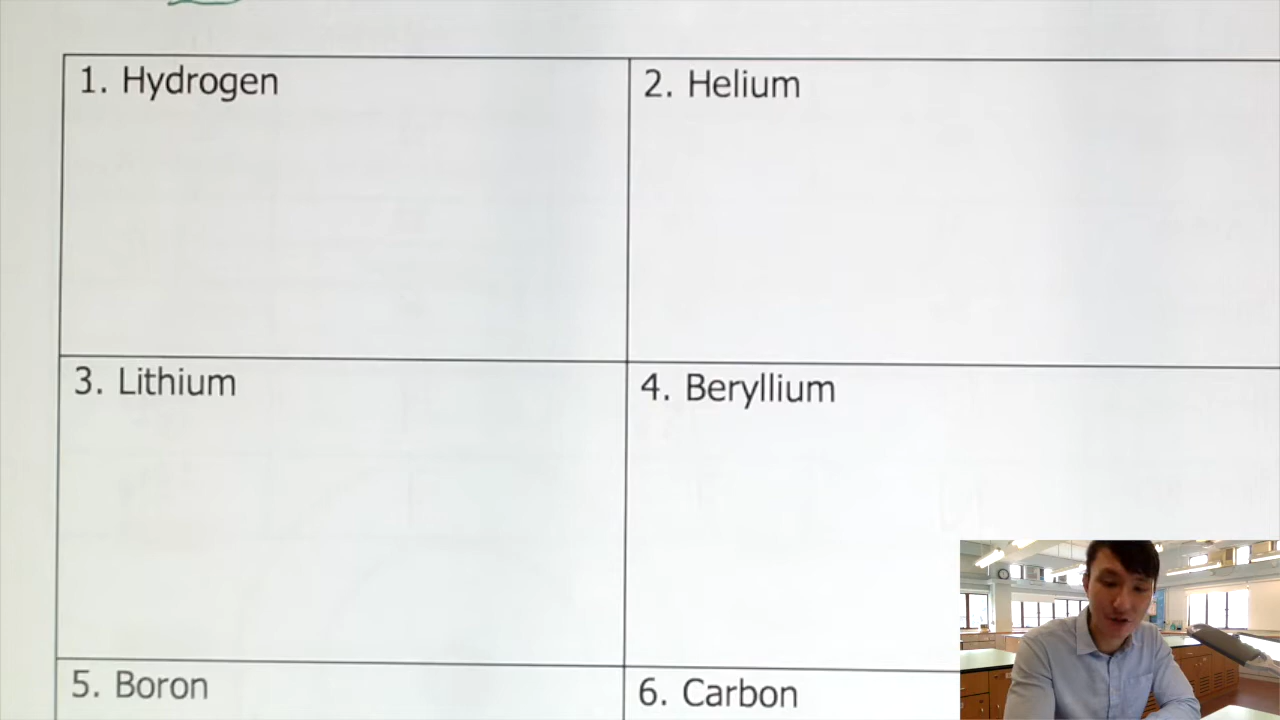 1. Hydrogen
2. Helium
3. Lithium
4. Beryllium
5. Boron
6. Carbon